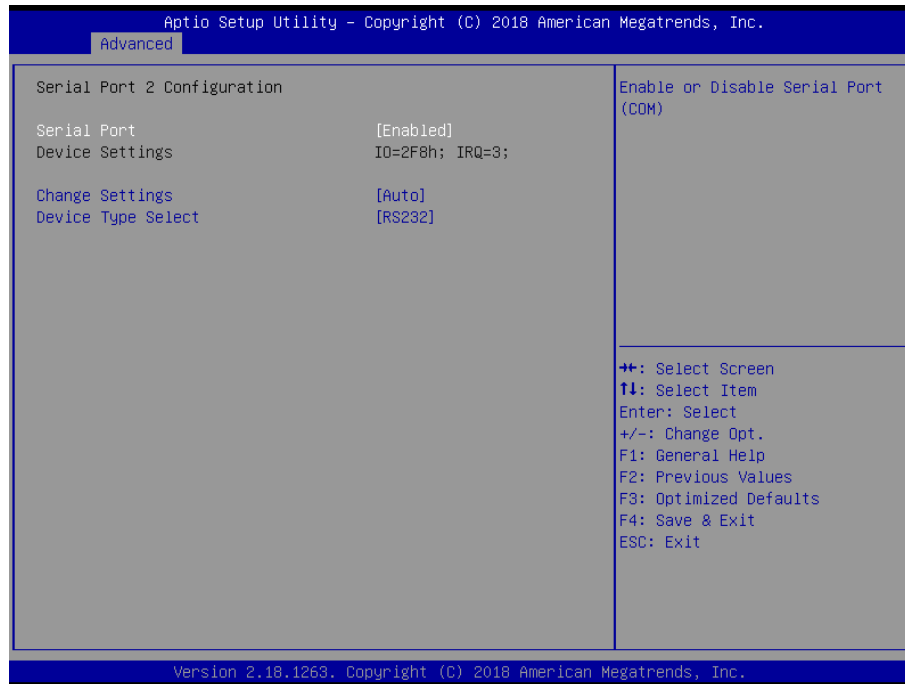 Aptio Setup Utility – Copyright (C) 2018 American Megatrends, Inc.
Advanced
Serial Port 2 Configuration
Serial Port [Enabled]
Device Settings IO=2F8h; IRQ=3;
Change Settings [Auto]
Device Type Select [RS232]
Enable or Disable Serial Port
(COM)
→←: Select Screen
↑↓: Select Item
Enter: Select
+/-: Change Opt.
F1: General Help
F2: Previous Values
F3: Optimized Defaults
F4: Save & Exit
ESC: Exit
Version 2.18.1263. Copyright (C) 2018 American Megatrends, Inc.